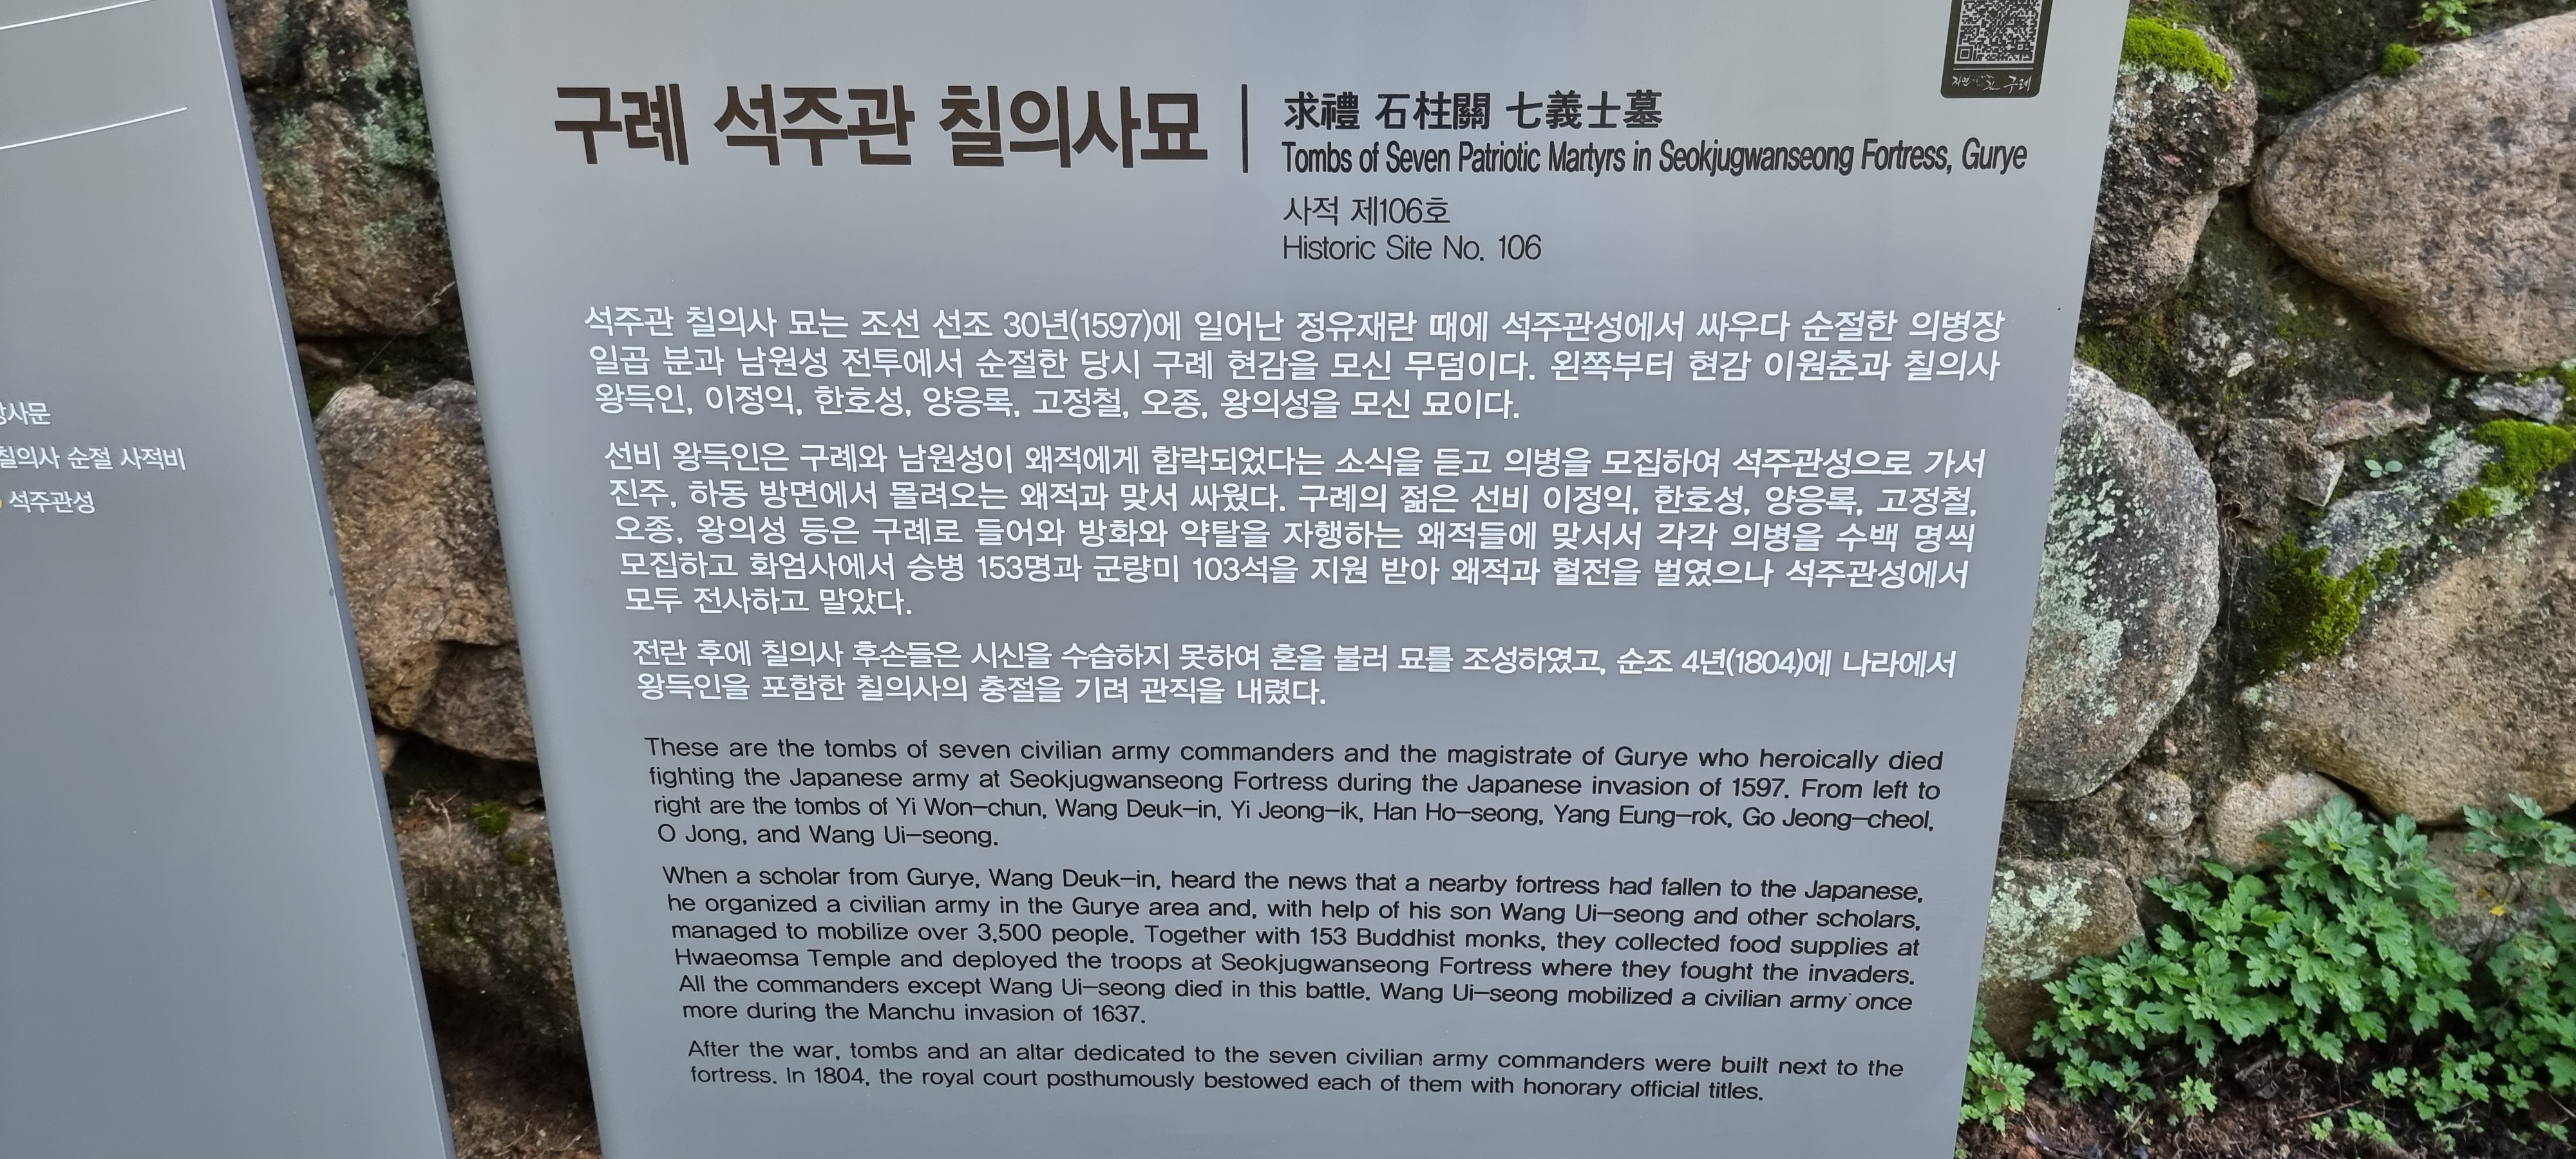 사문
칠의사 순절 사적비
석주관성
구례 석주관 칠의사묘
求禮 石柱關 七義士墓
Tombs of Seven Patriotic Martyrs in Seokjugwanseong Fortress, Gurye
사적 제106호
Historic Site No. 106
석주관 칠의사 묘는 조선 선조 30년(1597)에 일어난 정유재란 때에 석주관성에서 싸우다 순절한 의병장
일곱 분과 남원성 전투에서 순절한 당시 구례 현감을 모신 무덤이다. 왼쪽부터 현감 이원춘과 칠의사
왕득인, 이정익, 한호성, 양응록, 고정철, 오종, 왕의성을 모신 묘이다.
선비 왕득인은 구례와 남원성이 왜적에게 함락되었다는 소식을 듣고 의병을 모집하여 석주관성으로 가서
진주, 하동 방면에서 몰려오는 왜적과 맞서 싸웠다. 구례의 젊은 선비 이정익, 한호성, 양응록, 고정철,
오종, 왕의성 등은 구례로 들어와 방화와 약탈을 자행하는 왜적들에 맞서서 각각 의병을 수백 명씩
모집하고 화엄사에서 승병 153명과 군량미 103석을 지원 받아 왜적과 혈전을 벌였으나 석주관성에서
모두 전사하고 말았다.
전란 후에 칠의사 후손들은 시신을 수습하지 못하여 혼을 불러 묘를 조성하였고, 순조 4년(1804)에 나라에서
왕득인을 포함한 칠의사의 충절을 기려 관직을 내렸다.
These are the tombs of seven civilian army commanders and the magistrate of Gurye who heroically died
fighting the Japanese army at Seokjugwanseong Fortress during the Japanese invasion of 1597. From left to
right are the tombs of Yi Won-chun, Wang Deuk-in, Yi Jeong-ik, Han Ho-seong, Yang Eung-rok, Go Jeong-cheol,
O Jong, and Wang Ui-seong.
When a scholar from Gurye, Wang Deuk-in, heard the news that a nearby fortress had fallen to the Japanese,
he organized a civilian army in the Gurye area and, with help of his son Wang Ui-seong and other scholars,
managed to mobilize over 3,500 people. Together with 153 Buddhist monks, they collected food supplies at
Hwaeomsa Temple and deployed the troops at Seokjugwanseong Fortress where they fought the invaders.
All the commanders except Wang Ui-seong died in this battle. Wang Ui-seong mobilized a civilian army once
more during the Manchu invasion of 1637.
After the war, tombs and an altar dedicated to the seven civilian army commanders were built next to the
fortress. In 1804, the royal court posthumously bestowed each of them with honorary official titles.